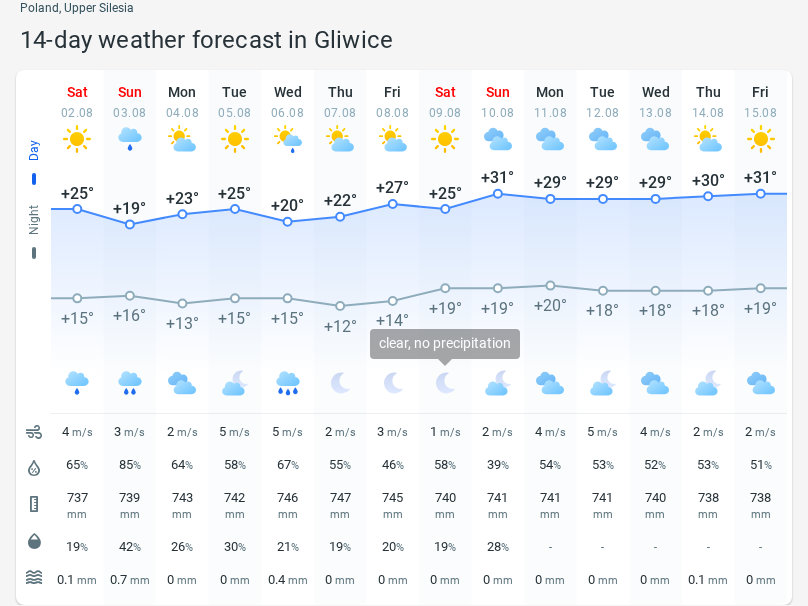 Poland, Upper Silesia
14-day weather forecast in Gliwice
Sat Sun Mon Tue Wed Thu Fri Sat Sun Mon Tue Wed Thu Fri
02.08 03.08 04.08 05.08 06.08 07.08 08.08 09.08 10.08 11.08 12.08 13.08 14.08 15.08
Day
+25° +19° +23° +25° +20° +22° +27° +25° +31° +29° +29° +29° +30° +31°
Night
+15° +16° +13° +15° +15° +12° +14° +19° +19° +20° +18° +18° +18° +19°
clear, no precipitation
4 m/s 3 m/s 2 m/s 5 m/s 5 m/s 2 m/s 3 m/s 1 m/s 2 m/s 4 m/s 5 m/s 4 m/s 2 m/s 2 m/s
65% 85% 64% 58% 67% 55% 46% 58% 39% 54% 53% 52% 53% 51%
737 739 743 742 746 747 745 740 741 741 741 740 738 738
mm mm mm mm mm mm mm mm mm mm mm mm mm mm
19% 42% 26% 30% 21% 19% 20% 19% 28% - - - - -
0.1 mm 0.7 mm 0 mm 0 mm 0.4 mm 0 mm 0 mm 0 mm 0 mm 0 mm 0 mm 0 mm 0.1 mm 0 mm